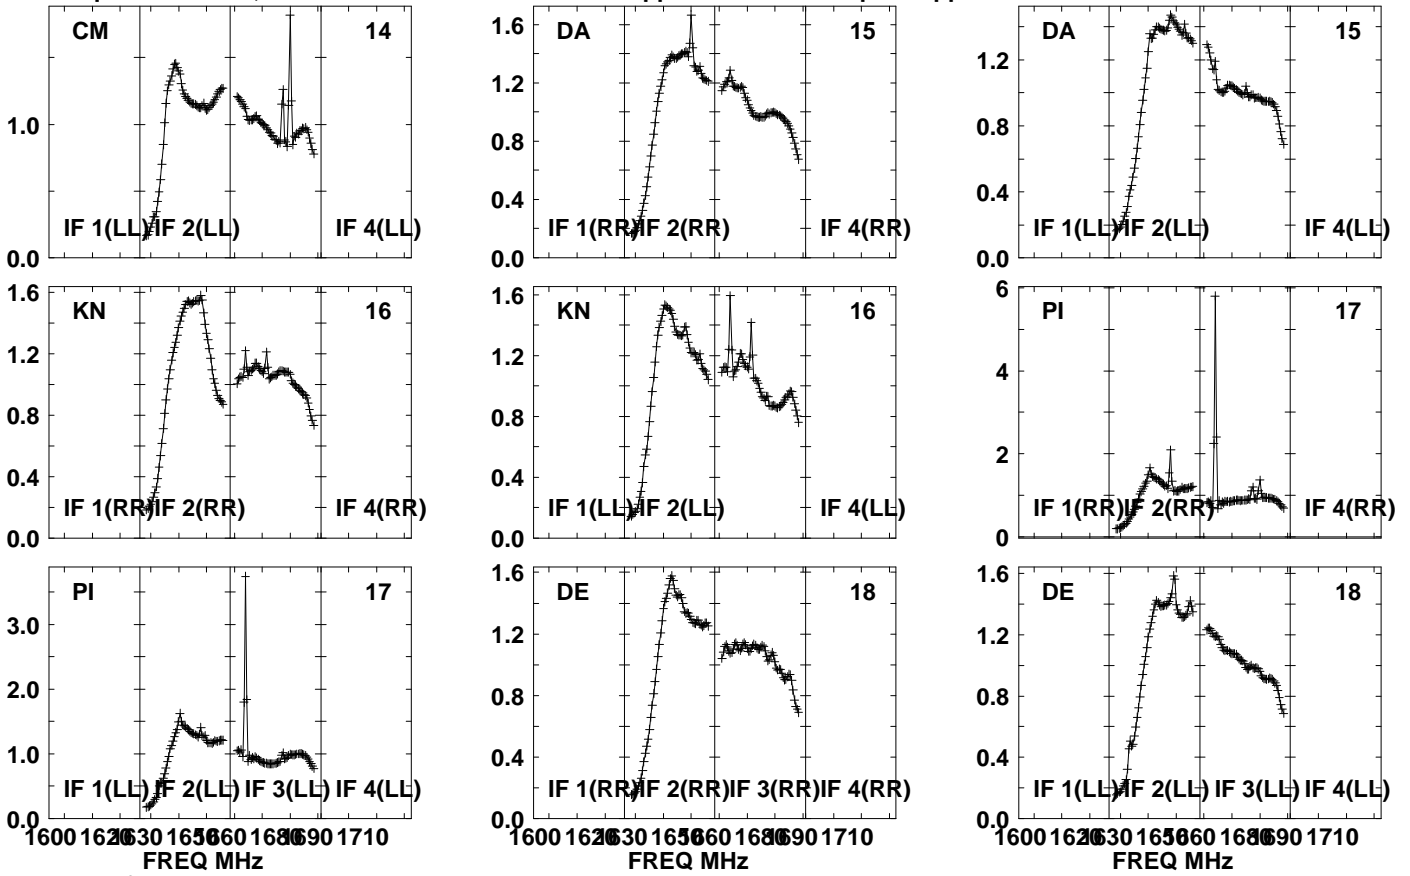 CM 14 DA 15 DA 15
1.6
1.2 1.2
1.0
0.8 0.8
0.4 0.4
IF 1(LL) IF 2(LL) IF 4(LL) IF 1(RR) IF 2(RR) IF 4(RR) IF 1(LL) IF 2(LL) IF 4(LL)
0.0 0.0 0.0
KN 16 KN 16 PI 17
1.6 1.6 6
1.2 1.2 4
0.8 0.8
0.4 0.4 2
IF 1(RR) IF 2(RR) IF 4(RR) IF 1(LL) IF 2(LL) IF 4(LL) IF 1(RR) IF 2(RR) IF 4(RR)
0.0 0.0 0
PI 17 DE 18 DE 18
1.6 1.6
3.0
1.2 1.2
2.0
0.8 0.8
1.0
0.4 0.4
IF 1(LL) IF 2(LL) IF 3(LL) IF 4(LL) IF 1(RR) IF 2(RR) IF 3(RR) IF 4(RR) IF 1(LL) IF 2(LL) IF 3(LL) IF 4(LL)
0.0 0.0 0.0
1600 1620 1630 1650 1660 1680 1690 1710 1600 1620 1630 1650 1660 1680 1690 1710 1600 1620 1630 1650 1660 1680 1690 1710
FREQ MHz FREQ MHz FREQ MHz